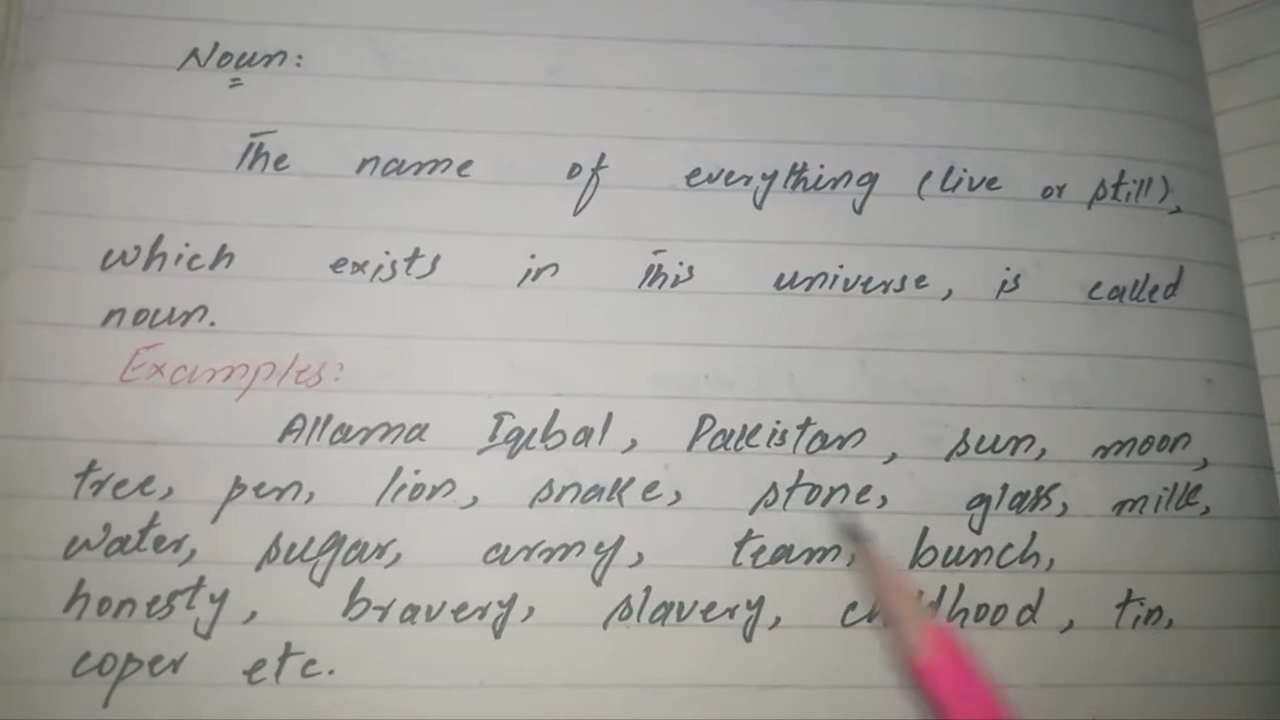 Noun:
The name of everything (live or still),
which exists in this universe, is called
noun.
Examples:
Allama Iqbal, Pakistan, sun, moon,
tree, pen, lion, snake, stone, glass, milk,
water, sugar, army, team, bunch,
honesty, bravery, slavery, childhood, tin,
coper etc.